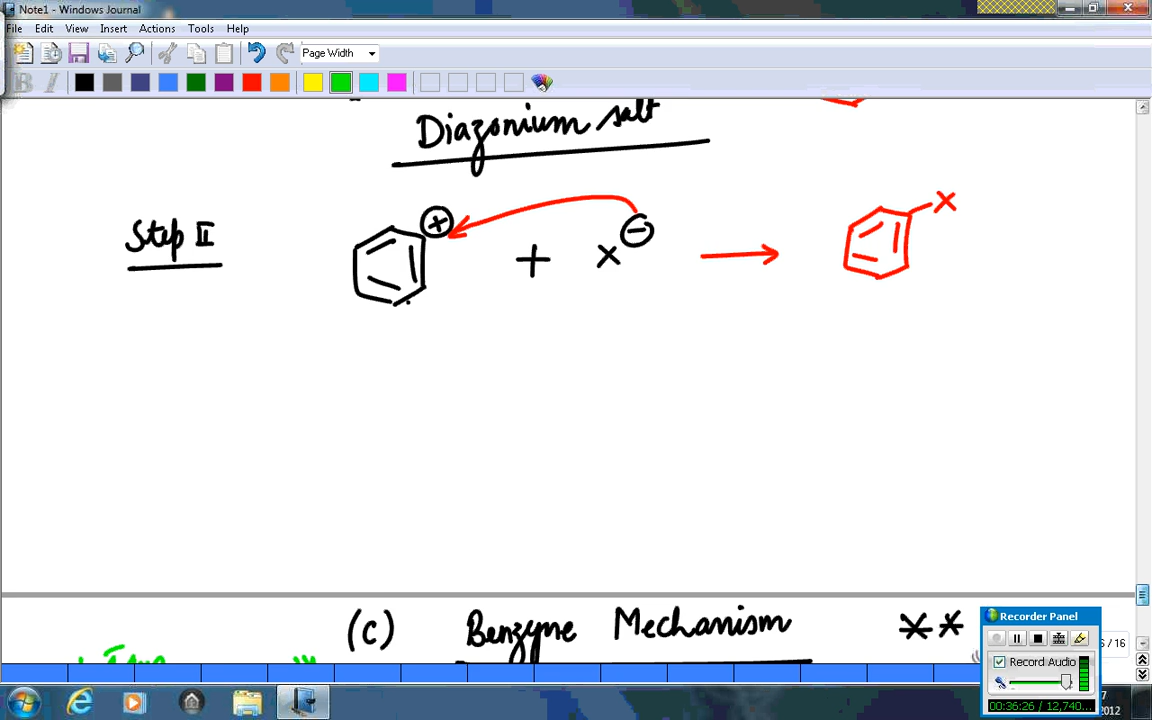 Note1 - Windows Journal
File Edit View Insert Actions Tools Help
Page Width
B I
Diazonium salt
Step II
+
+ x −
x
(C) Benzyne Mechanism **
Recorder Panel
Record Audio
00:36:26 / 12,740...
/ 16
7
2012